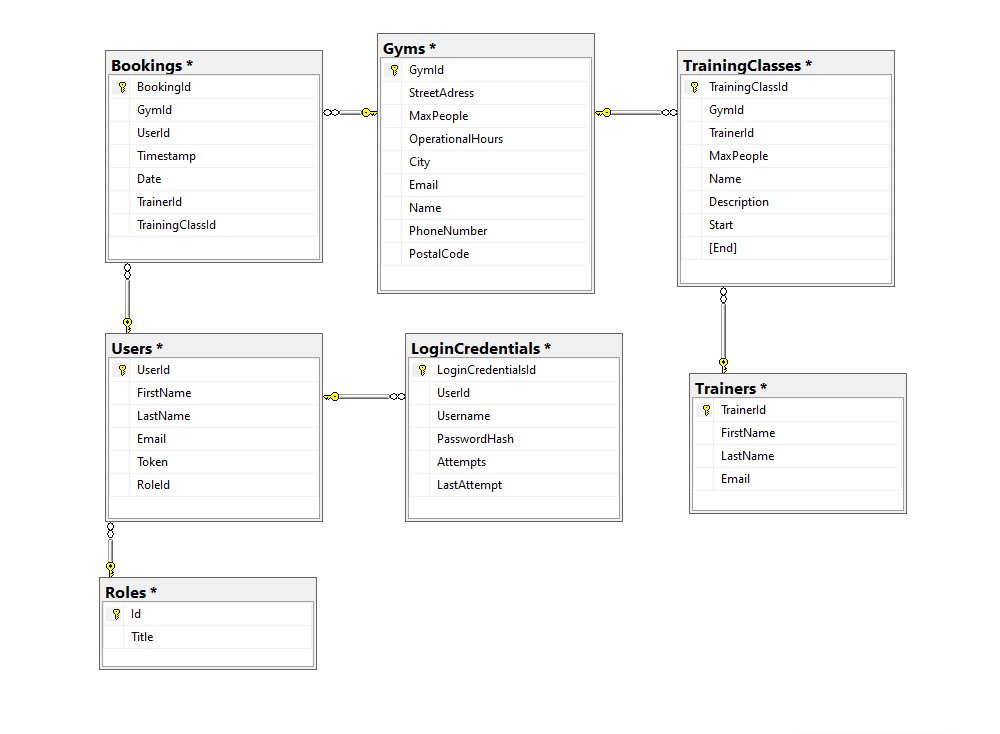 Bookings *
BookingId
GymId
UserId
Timestamp
Date
TrainerId
TrainingClassId
Gyms *
GymId
StreetAdress
MaxPeople
OperationalHours
City
Email
Name
PhoneNumber
PostalCode
TrainingClasses *
TrainingClassId
GymId
TrainerId
MaxPeople
Name
Description
Start
[End]
Users *
UserId
FirstName
LastName
Email
Token
RoleId
LoginCredentials *
LoginCredentialsId
UserId
Username
PasswordHash
Attempts
LastAttempt
Trainers *
TrainerId
FirstName
LastName
Email
Roles *
Id
Title